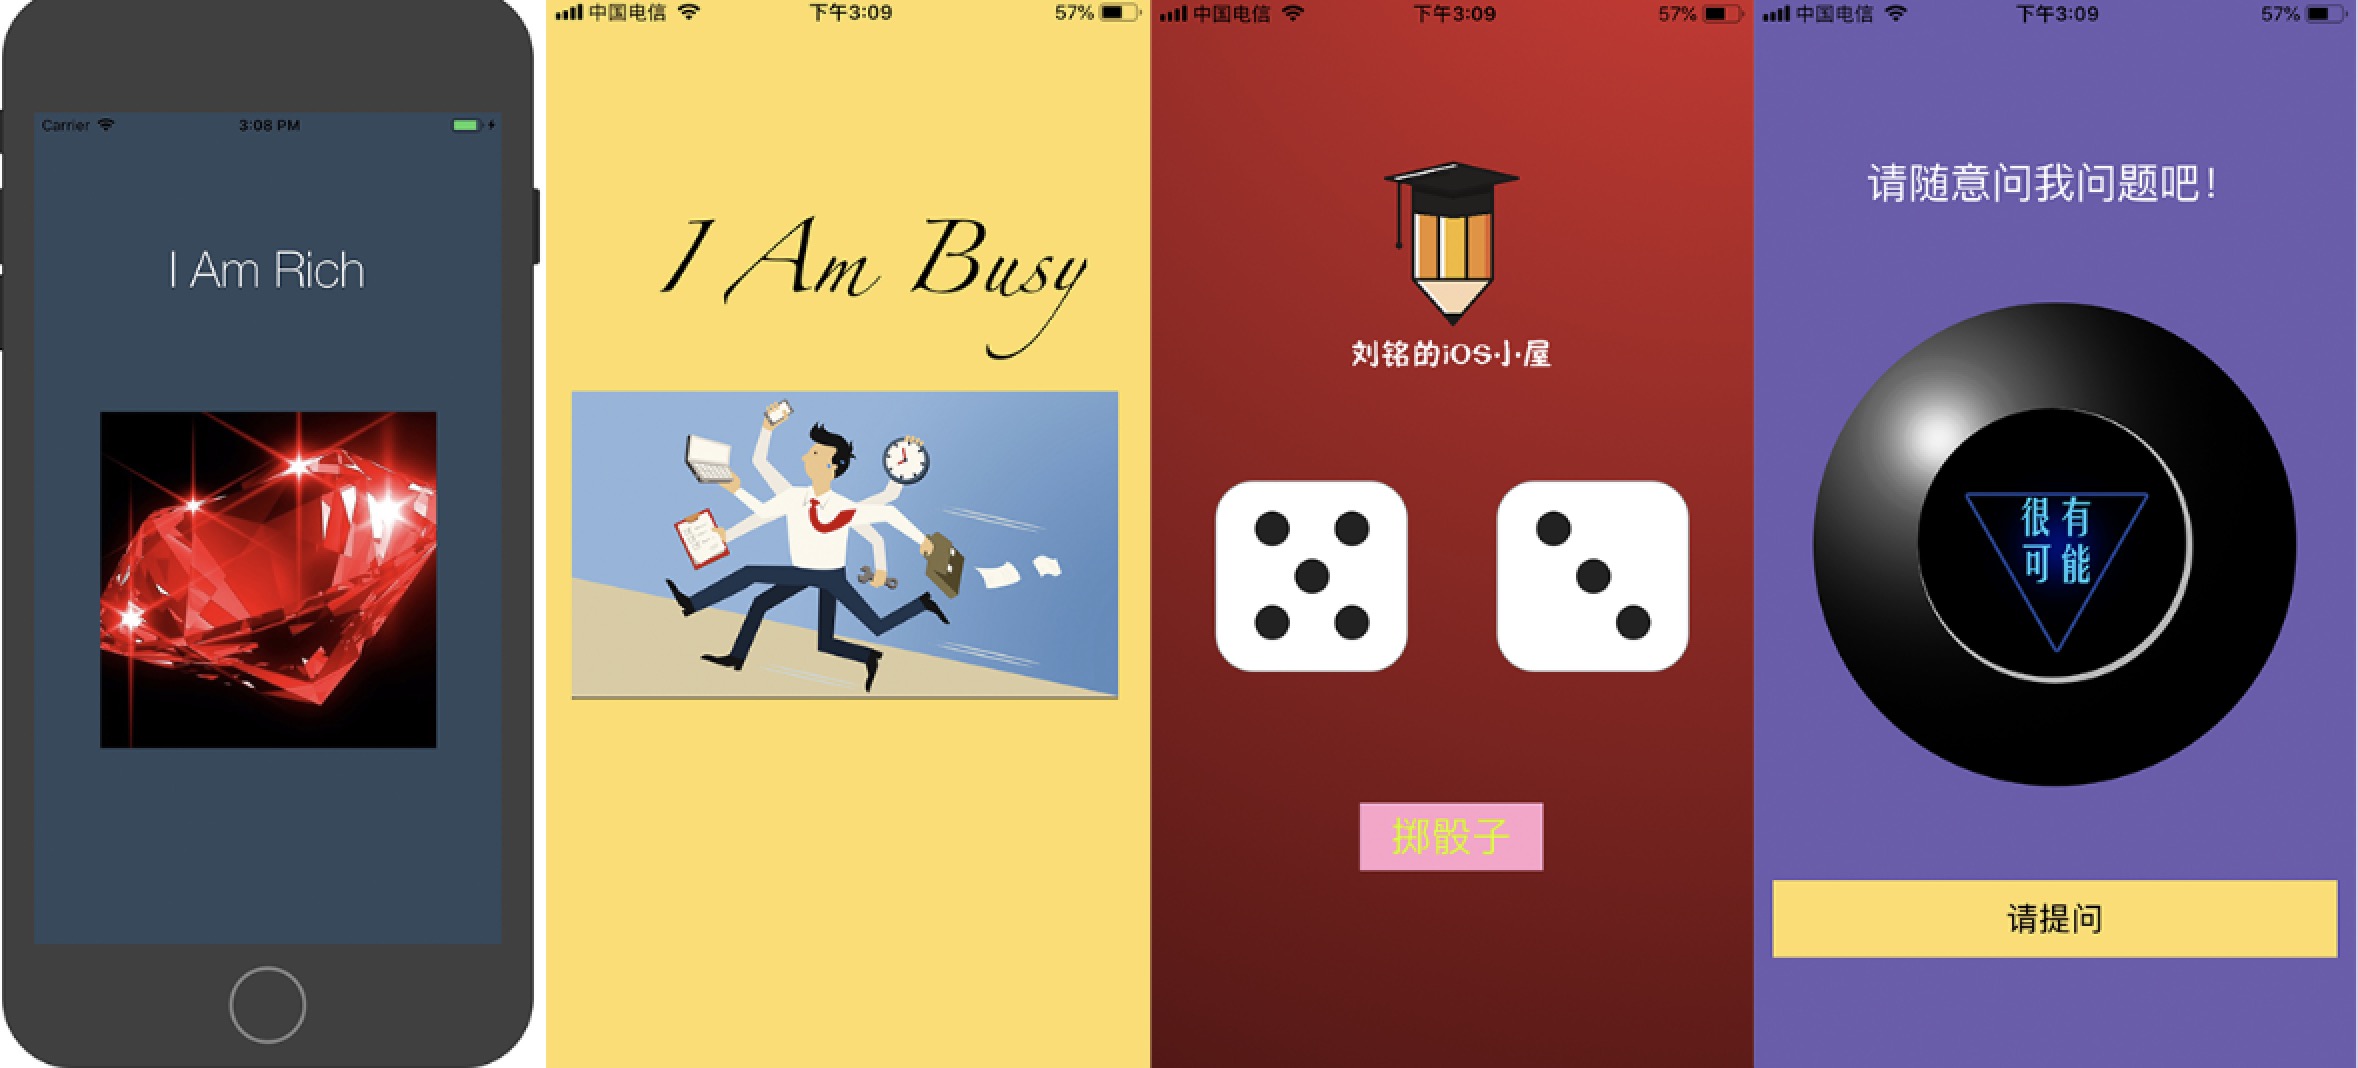 Carrier 3:08 PM
I Am Rich
中国电信 下午3:09 57%
I Am Busy
中国电信 下午3:09 57%
刘铭的iOS小屋
掷骰子
中国电信 下午3:09 57%
请随意问我问题吧！
很有
可能
请提问